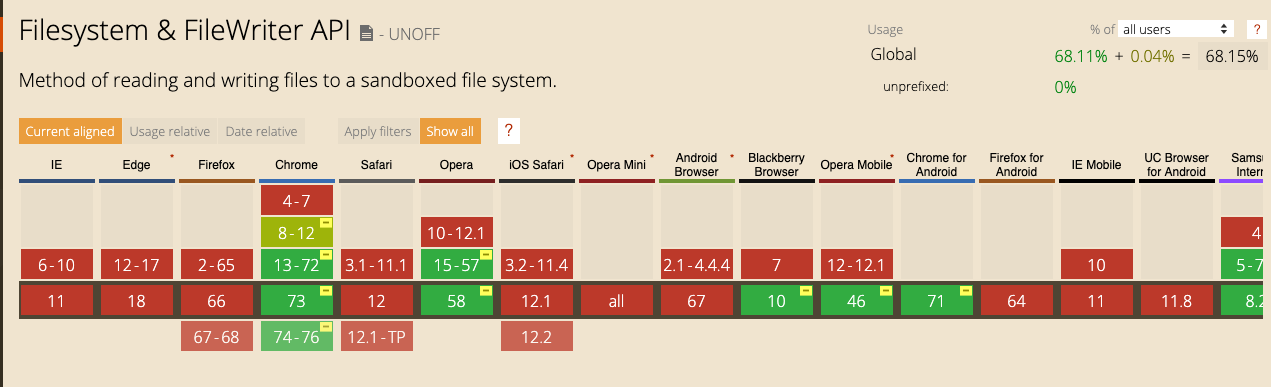 Filesystem & FileWriter API - UNOFF
Usage % of all users ?
Global 68.11% + 0.04% = 68.15%
unprefixed: 0%
Method of reading and writing files to a sandboxed file system.
Current aligned Usage relative Date relative Apply filters Show all ?
IE Edge * Firefox Chrome Safari Opera iOS Safari * Opera Mini * Android Browser * Blackberry Browser Opera Mobile * Chrome for Android Firefox for Android IE Mobile UC Browser for Android
4-7
8-12 10-12.1 4
6-10 12-17 2-65 13-72 3.1-11.1 15-57 3.2-11.4 2.1-4.4.4 7 12-12.1 10 5-7
11 18 66 73 12 58 12.1 all 67 10 46 71 64 11 11.8 8.2
67-68 74-76 12.1-TP 12.2